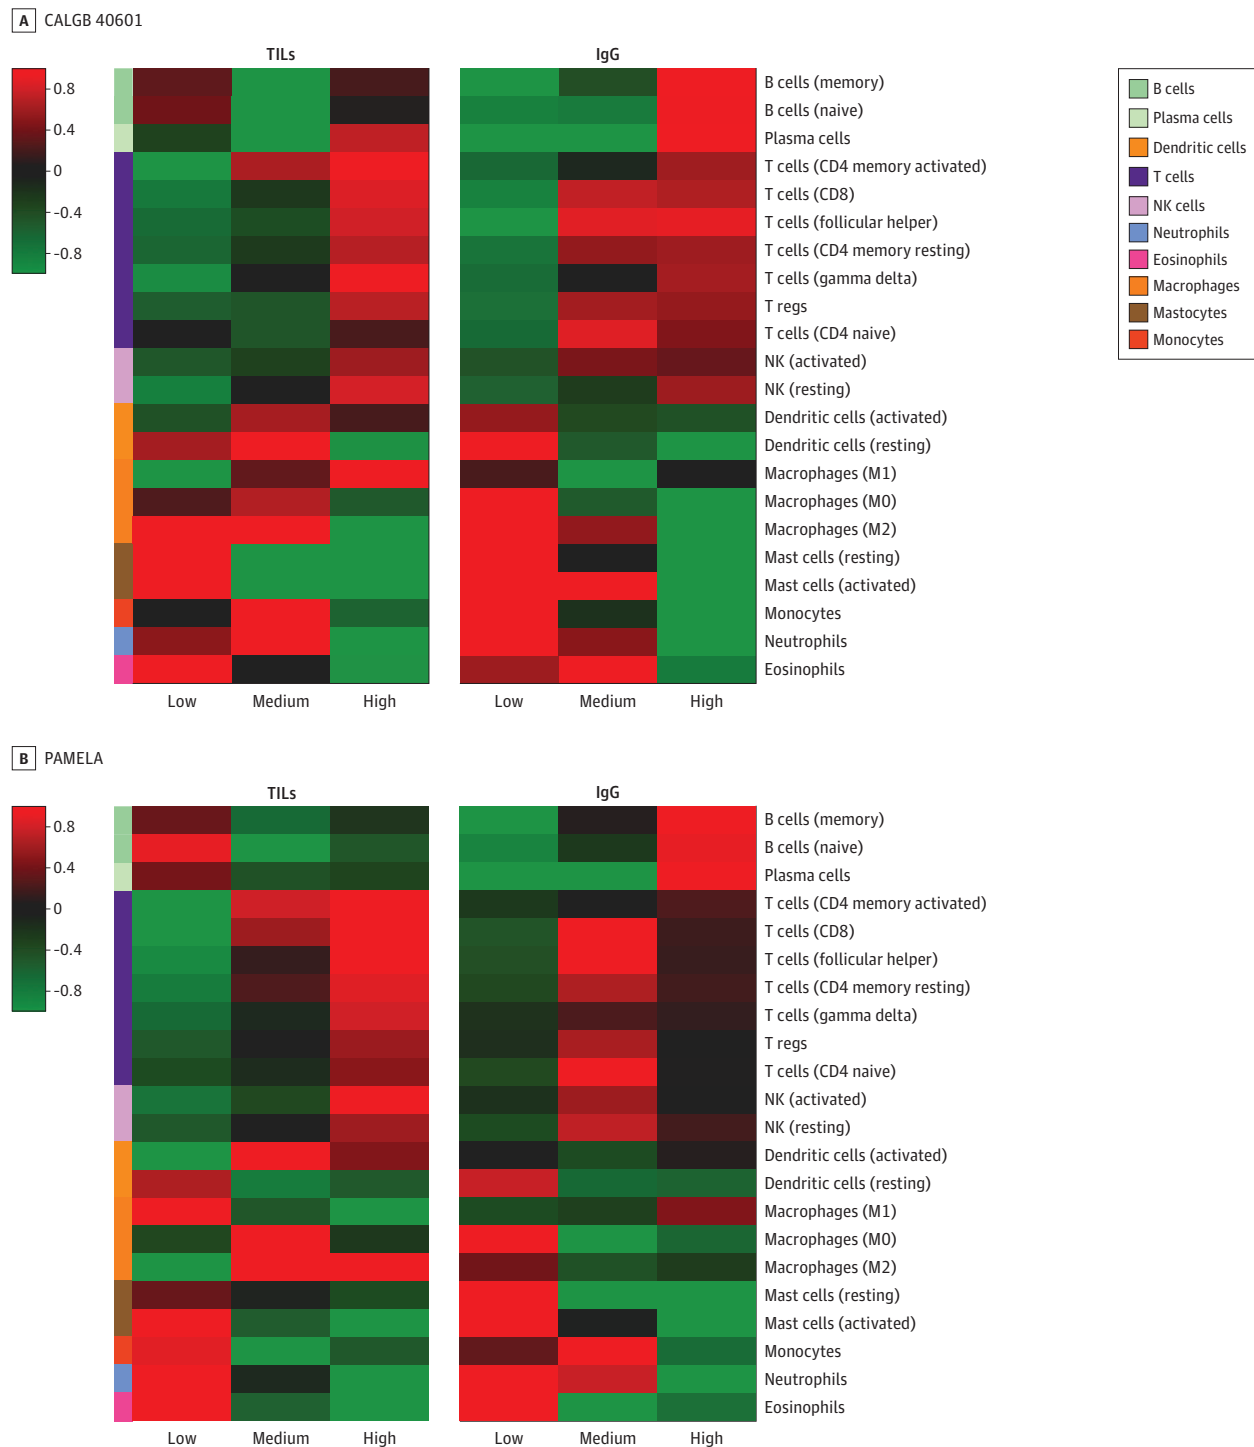 A CALGB 40601
TILs
IgG
0.8
0.4
0
-0.4
-0.8
B cells (memory)
B cells (naive)
Plasma cells
T cells (CD4 memory activated)
T cells (CD8)
T cells (follicular helper)
T cells (CD4 memory resting)
T cells (gamma delta)
T regs
T cells (CD4 naive)
NK (activated)
NK (resting)
Dendritic cells (activated)
Dendritic cells (resting)
Macrophages (M1)
Macrophages (M0)
Macrophages (M2)
Mast cells (resting)
Mast cells (activated)
Monocytes
Neutrophils
Eosinophils
Low Medium High
Low Medium High
B cells
Plasma cells
Dendritic cells
T cells
NK cells
Neutrophils
Eosinophils
Macrophages
Mastocytes
Monocytes
B PAMELA
TILs
IgG
0.8
0.4
0
-0.4
-0.8
B cells (memory)
B cells (naive)
Plasma cells
T cells (CD4 memory activated)
T cells (CD8)
T cells (follicular helper)
T cells (CD4 memory resting)
T cells (gamma delta)
T regs
T cells (CD4 naive)
NK (activated)
NK (resting)
Dendritic cells (activated)
Dendritic cells (resting)
Macrophages (M1)
Macrophages (M0)
Macrophages (M2)
Mast cells (resting)
Mast cells (activated)
Monocytes
Neutrophils
Eosinophils
Low Medium High
Low Medium High